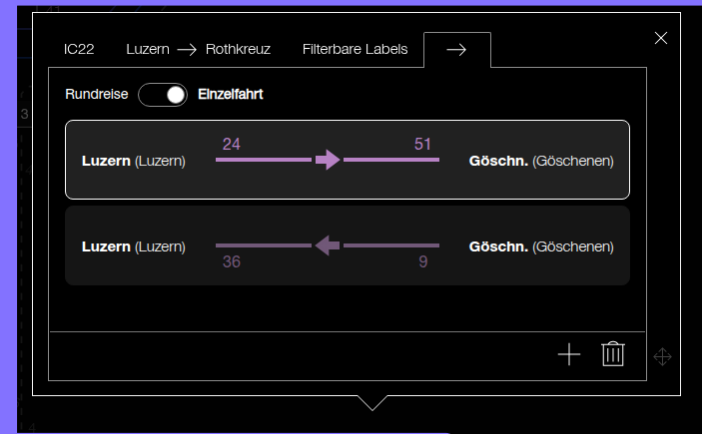 IC22 Luzern → Rothkreuz Filterbare Labels →
Rundreise Einzelfahrt
24 51
Luzern (Luzern) Göschn. (Göschenen)
Luzern (Luzern) Göschn. (Göschenen)
36 9